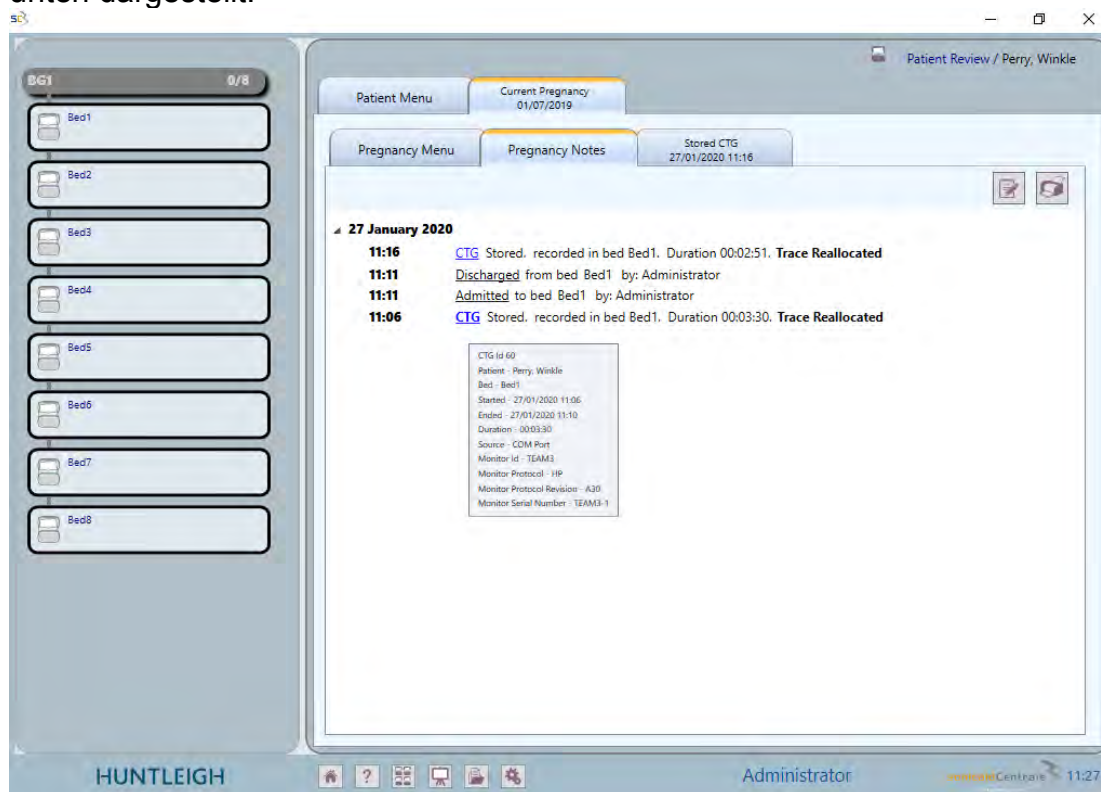 unten dargestellt.
Patient Review / Perry, Winkle
BG1 0/8
Bed1
Bed2
Bed3
Bed4
Bed5
Bed6
Bed7
Bed8
Patient Menu
Current Pregnancy
01/07/2019
Pregnancy Menu
Pregnancy Notes
Stored CTG
27/01/2020 11:16
27 January 2020
11:16 CTG Stored. recorded in bed Bed1. Duration 00:02:51. Trace Reallocated
11:11 Discharged from bed Bed1 by: Administrator
11:11 Admitted to bed Bed1 by: Administrator
11:06 CTG Stored. recorded in bed Bed1. Duration 00:03:30. Trace Reallocated
CTG Id 60
Patient - Perry, Winkle
Bed - Bed1
Started - 27/01/2020 11:06
Ended - 27/01/2020 11:10
Duration - 00:03:30
Source - COM Port
Monitor Id - TEAM3
Monitor Protocol - HP
Monitor Protocol Revision - A30
Monitor Serial Number - TEAM3-1
HUNTLEIGH
?
Administrator
Centrale 11:27